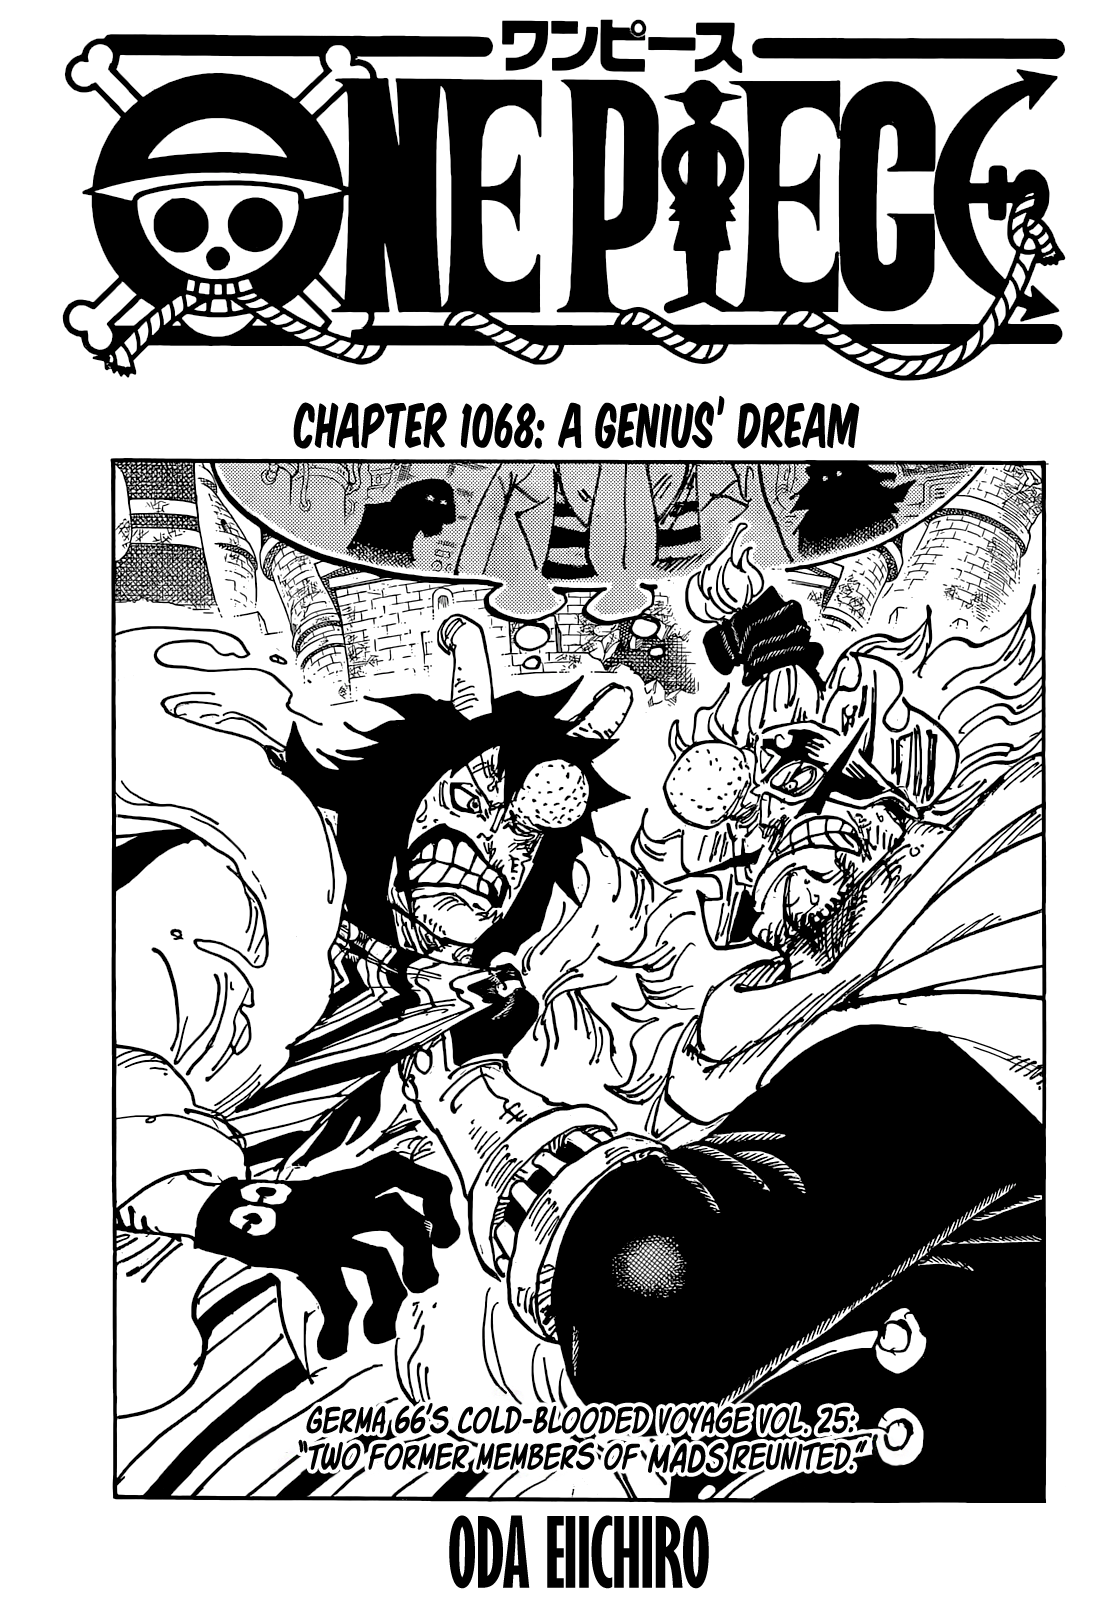 ワンピース
ONE PIECE
CHAPTER 1068: A GENIUS' DREAM
GERMA 66'S COLD-BLOODED VOYAGE VOL. 25:
"TWO FORMER MEMBERS OF MADS REUNITED."
ODA EIICHIRO